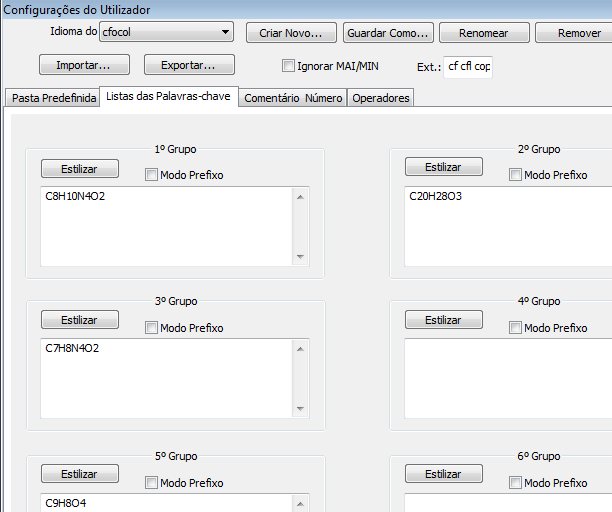 Configurações do Utilizador
Idioma do cfocol Criar Novo... Guardar Como... Renomear Remover
Importar... Exportar... Ignorar MAI/MIN Ext.: cf cfl cop
Pasta Predefinida Listas das Palavras-chave Comentário Número Operadores
1º Grupo 2º Grupo
Estilizar Modo Prefixo Estilizar Modo Prefixo
C8H10N4O2 C20H28O3
3º Grupo 4º Grupo
Estilizar Modo Prefixo Estilizar Modo Prefixo
C7H8N4O2
5º Grupo 6º Grupo
Estilizar Modo Prefixo Estilizar Modo Prefixo
C9H8O4